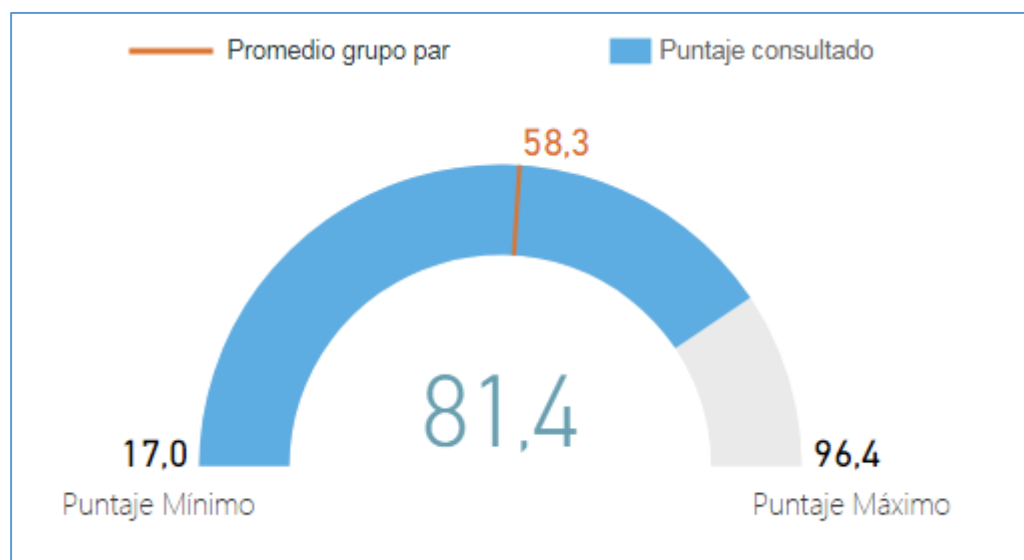 Promedio grupo par
Puntaje consultado
58,3
81,4
17,0
96,4
Puntaje Mínimo
Puntaje Máximo